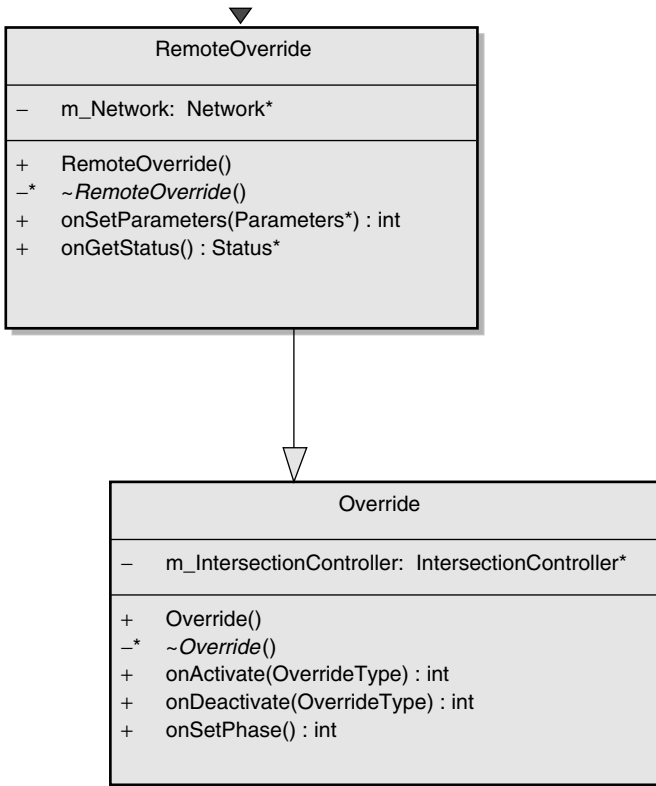 RemoteOverride
– m_Network: Network*
+ RemoteOverride()
–* ~RemoteOverride()
+ onSetParameters(Parameters*) : int
+ onGetStatus() : Status*
Override
– m_IntersectionController: IntersectionController*
+ Override()
–* ~Override()
+ onActivate(OverrideType) : int
+ onDeactivate(OverrideType) : int
+ onSetPhase() : int